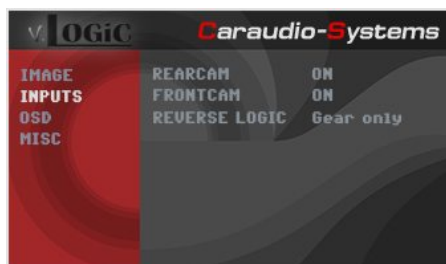 v.LOGiC Caraudio-Systems
IMAGE REARCAM ON
INPUTS FRONTCAM ON
OSD REVERSE LOGIC Gear only
MISC